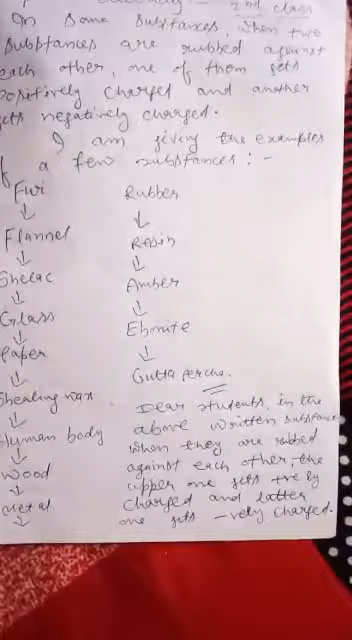 2nd class
In some substances, when two
substances are rubbed against
each other, one of them gets
positively charged and another
gets negatively charged.
I am giving the examples
of a few substances:-
Fur
↓
Flannel
↓
Shelac
↓
Glass
↓
Paper
↓
Shealing wax
↓
Human body
↓
Wood
↓
Metal
↓
Rubber
↓
Resin
↓
Amber
↓
Ebonite
↓
Gutta percha.
Dear students, in the
above written substance
when they are rubbed
against each other, the
upper one gets +vely
charged and latter
one gets -vely charged.